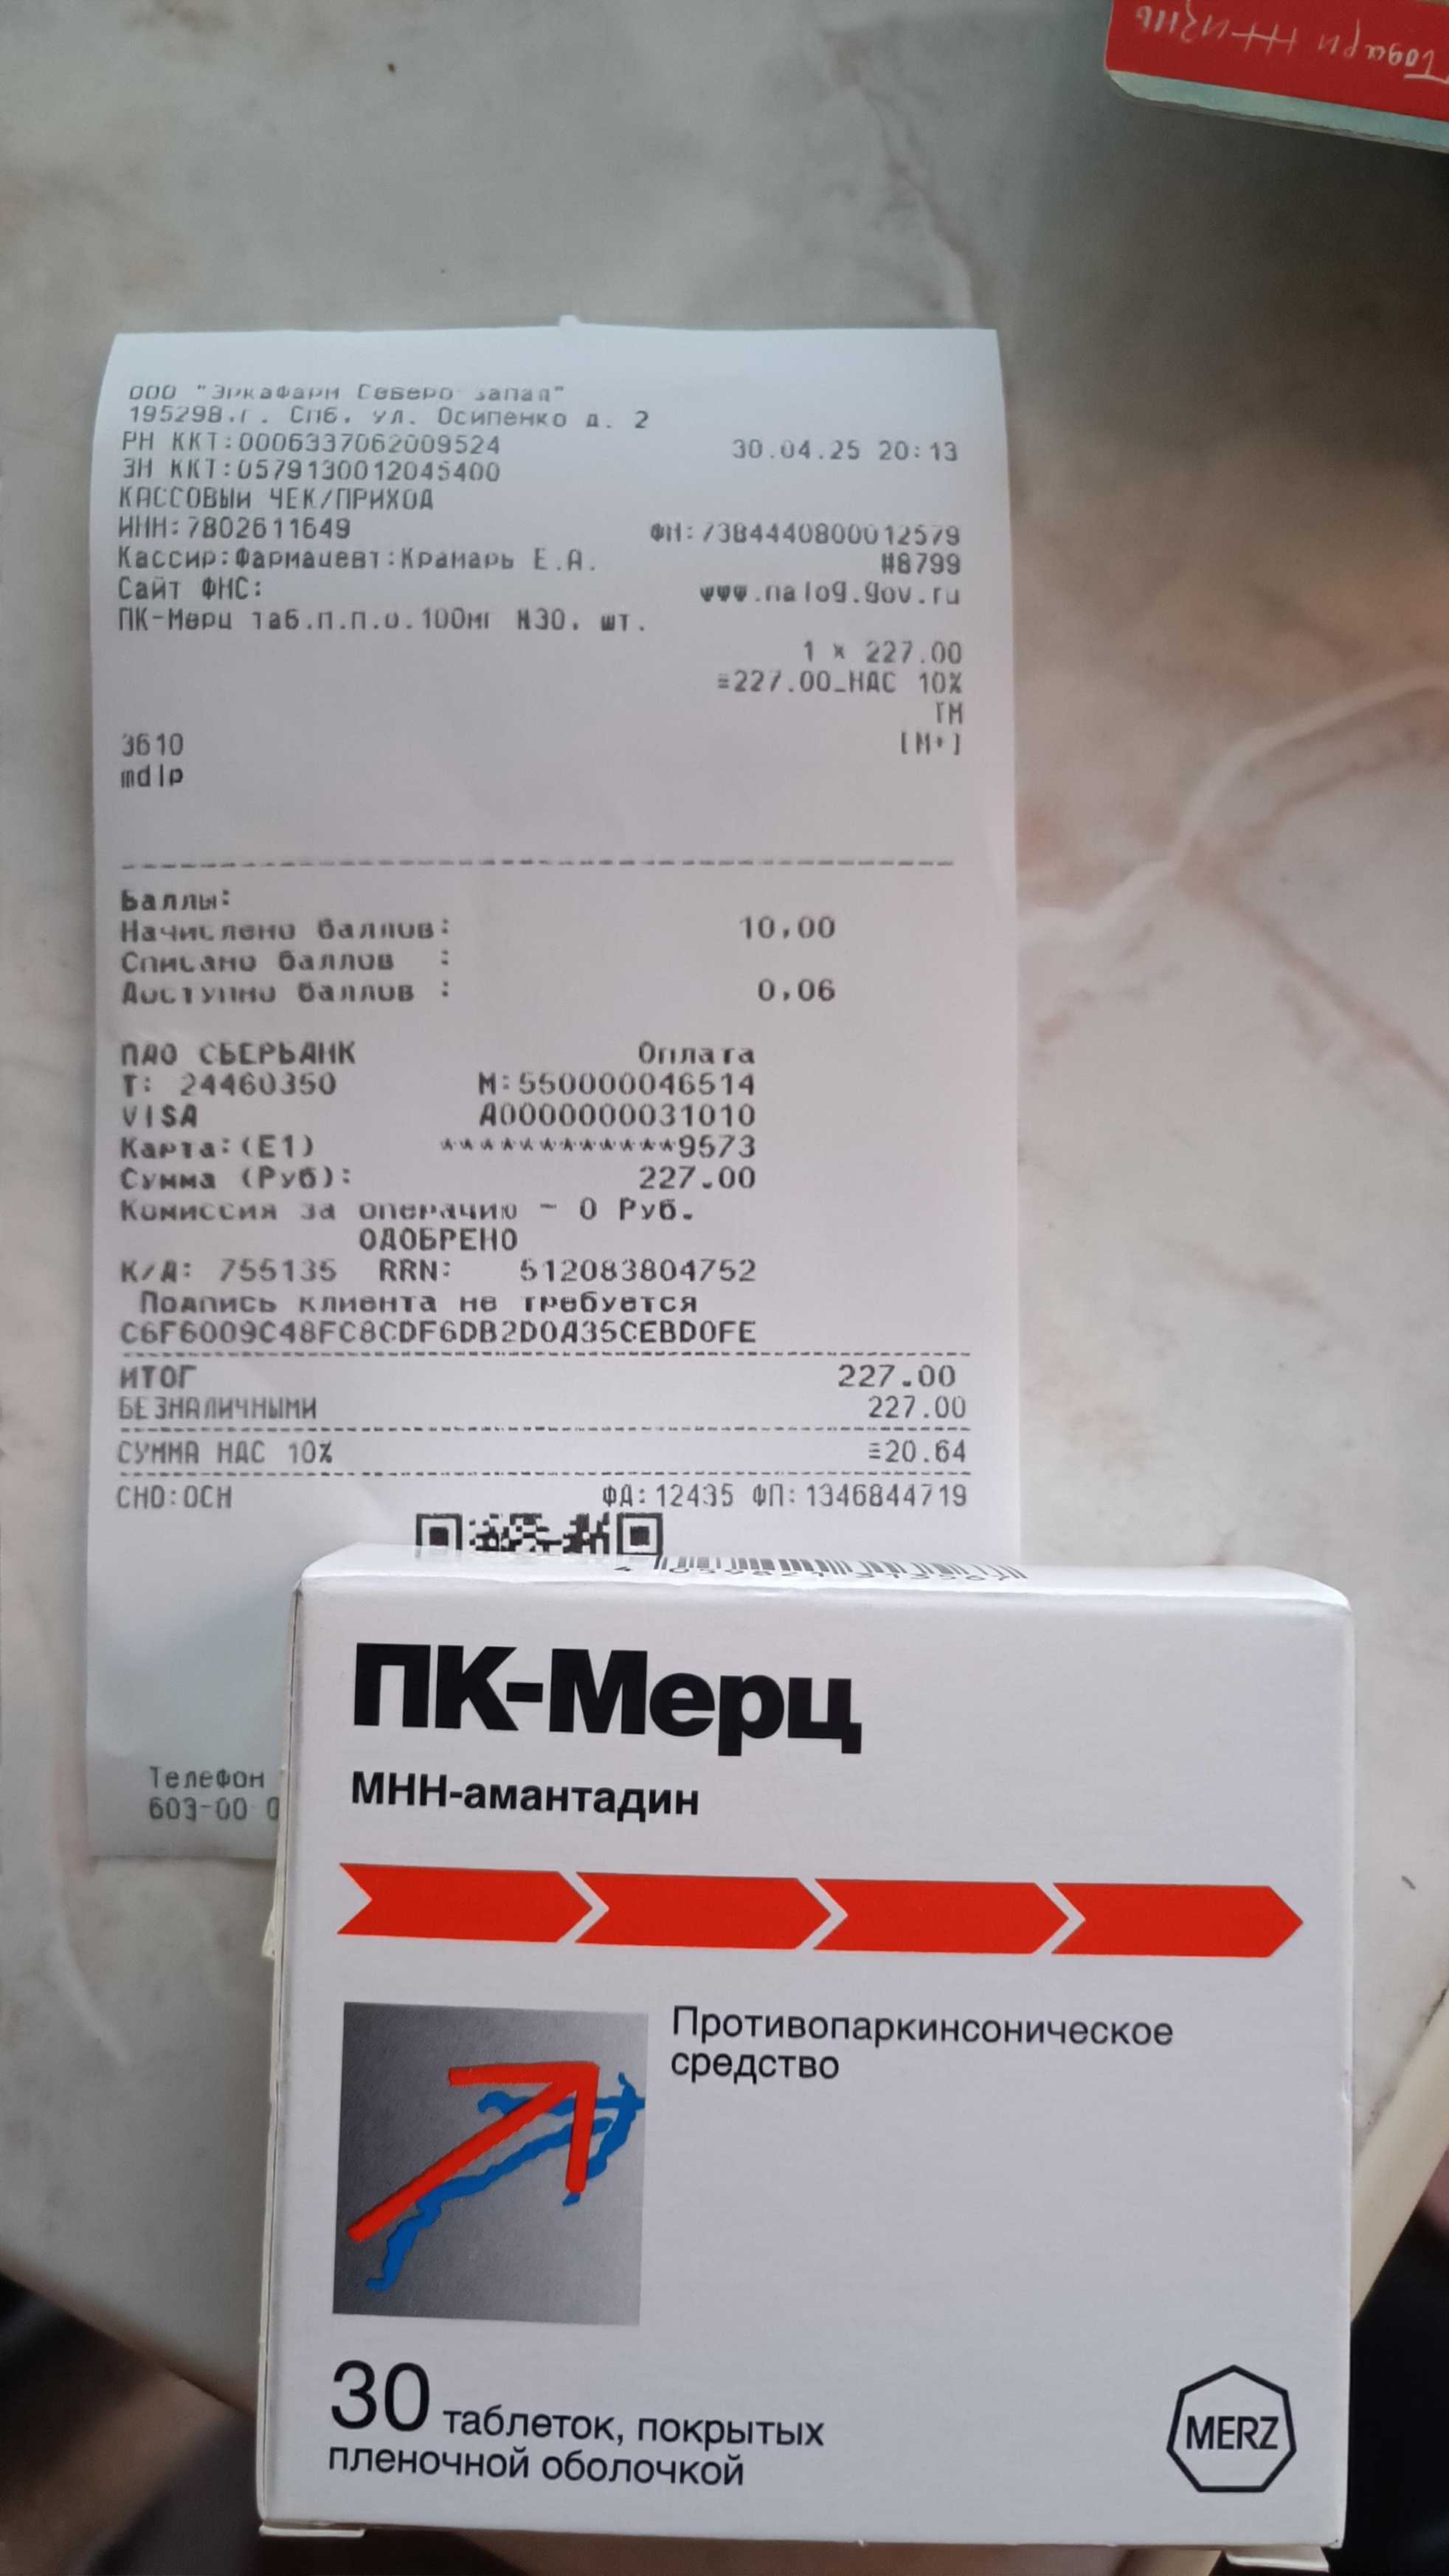 Подари жизнь
ООО "Эркафарм Северо-запад"
195298,г. Спб, ул. Осипенко д. 2
РН ККТ:0006337062009524 30.04.25 20:13
ЗН ККТ:0579130012045400
КАССОВЫЙ ЧЕК/ПРИХОД
ИНН:7802611649 ФН:7384440800012579
Кассир:Фармацевт:Крамарь Е.А. #8799
Сайт ФНС: www.nalog.gov.ru
ПК-Мерц таб.п.п.о.100мг N30, шт.
1 x 227.00
≡227.00_НДС 10%
ТМ
3610 [М+]
mdlp
Баллы:
Начислено баллов: 10,00
Списано баллов :
Доступно баллов : 0,06
ПАО СБЕРБАНК Оплата
Т: 24460350 М:550000046514
VISA A0000000031010
Карта:(E1) ************9573
Сумма (Руб): 227.00
Комиссия за операцию - 0 Руб.
ОДОБРЕНО
К/А: 755135 RRN: 512083804752
Подпись клиента не требуется
C6F6009C48FC8CDF6DB2D0A35CEBD0FE
ИТОГ 227.00
БЕЗНАЛИЧНЫМИ 227.00
СУММА НДС 10% ≡20.64
СНО:ОСН ФД:12435 ФП:1346844719
Телефон
603-00 0
ПК-Мерц
МНН-амантадин
Противопаркинсоническое
средство
30 таблеток, покрытых
пленочной оболочкой
MERZ